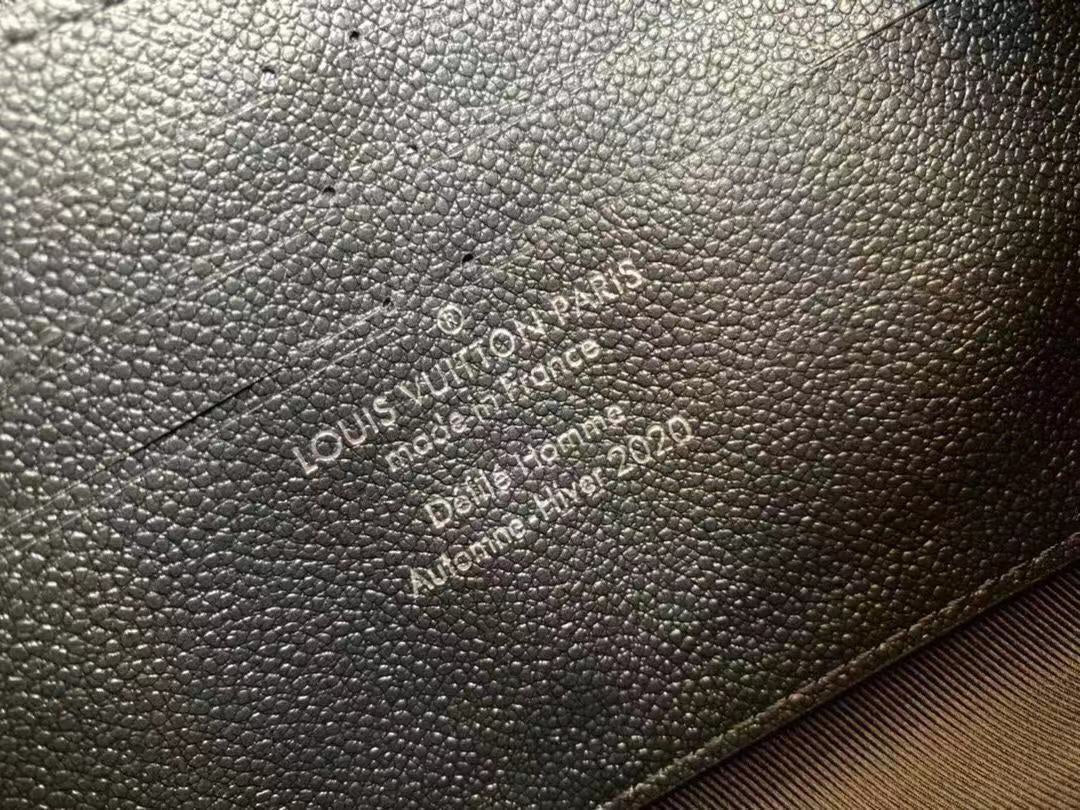 ®
LOUIS VUITTON PARIS
made in France
Défilé Homme
Automne-Hiver 2020